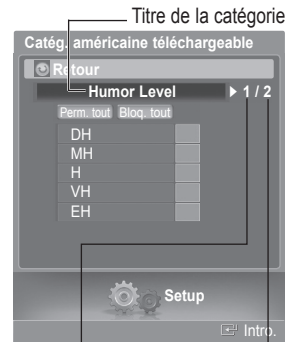 Titre de la catégorie
Catég. américaine téléchargeable
Retour
Humor Level
1 / 2
Perm. tout Bloq. tout
DH
MH
H
VH
EH
Setup
Intro.